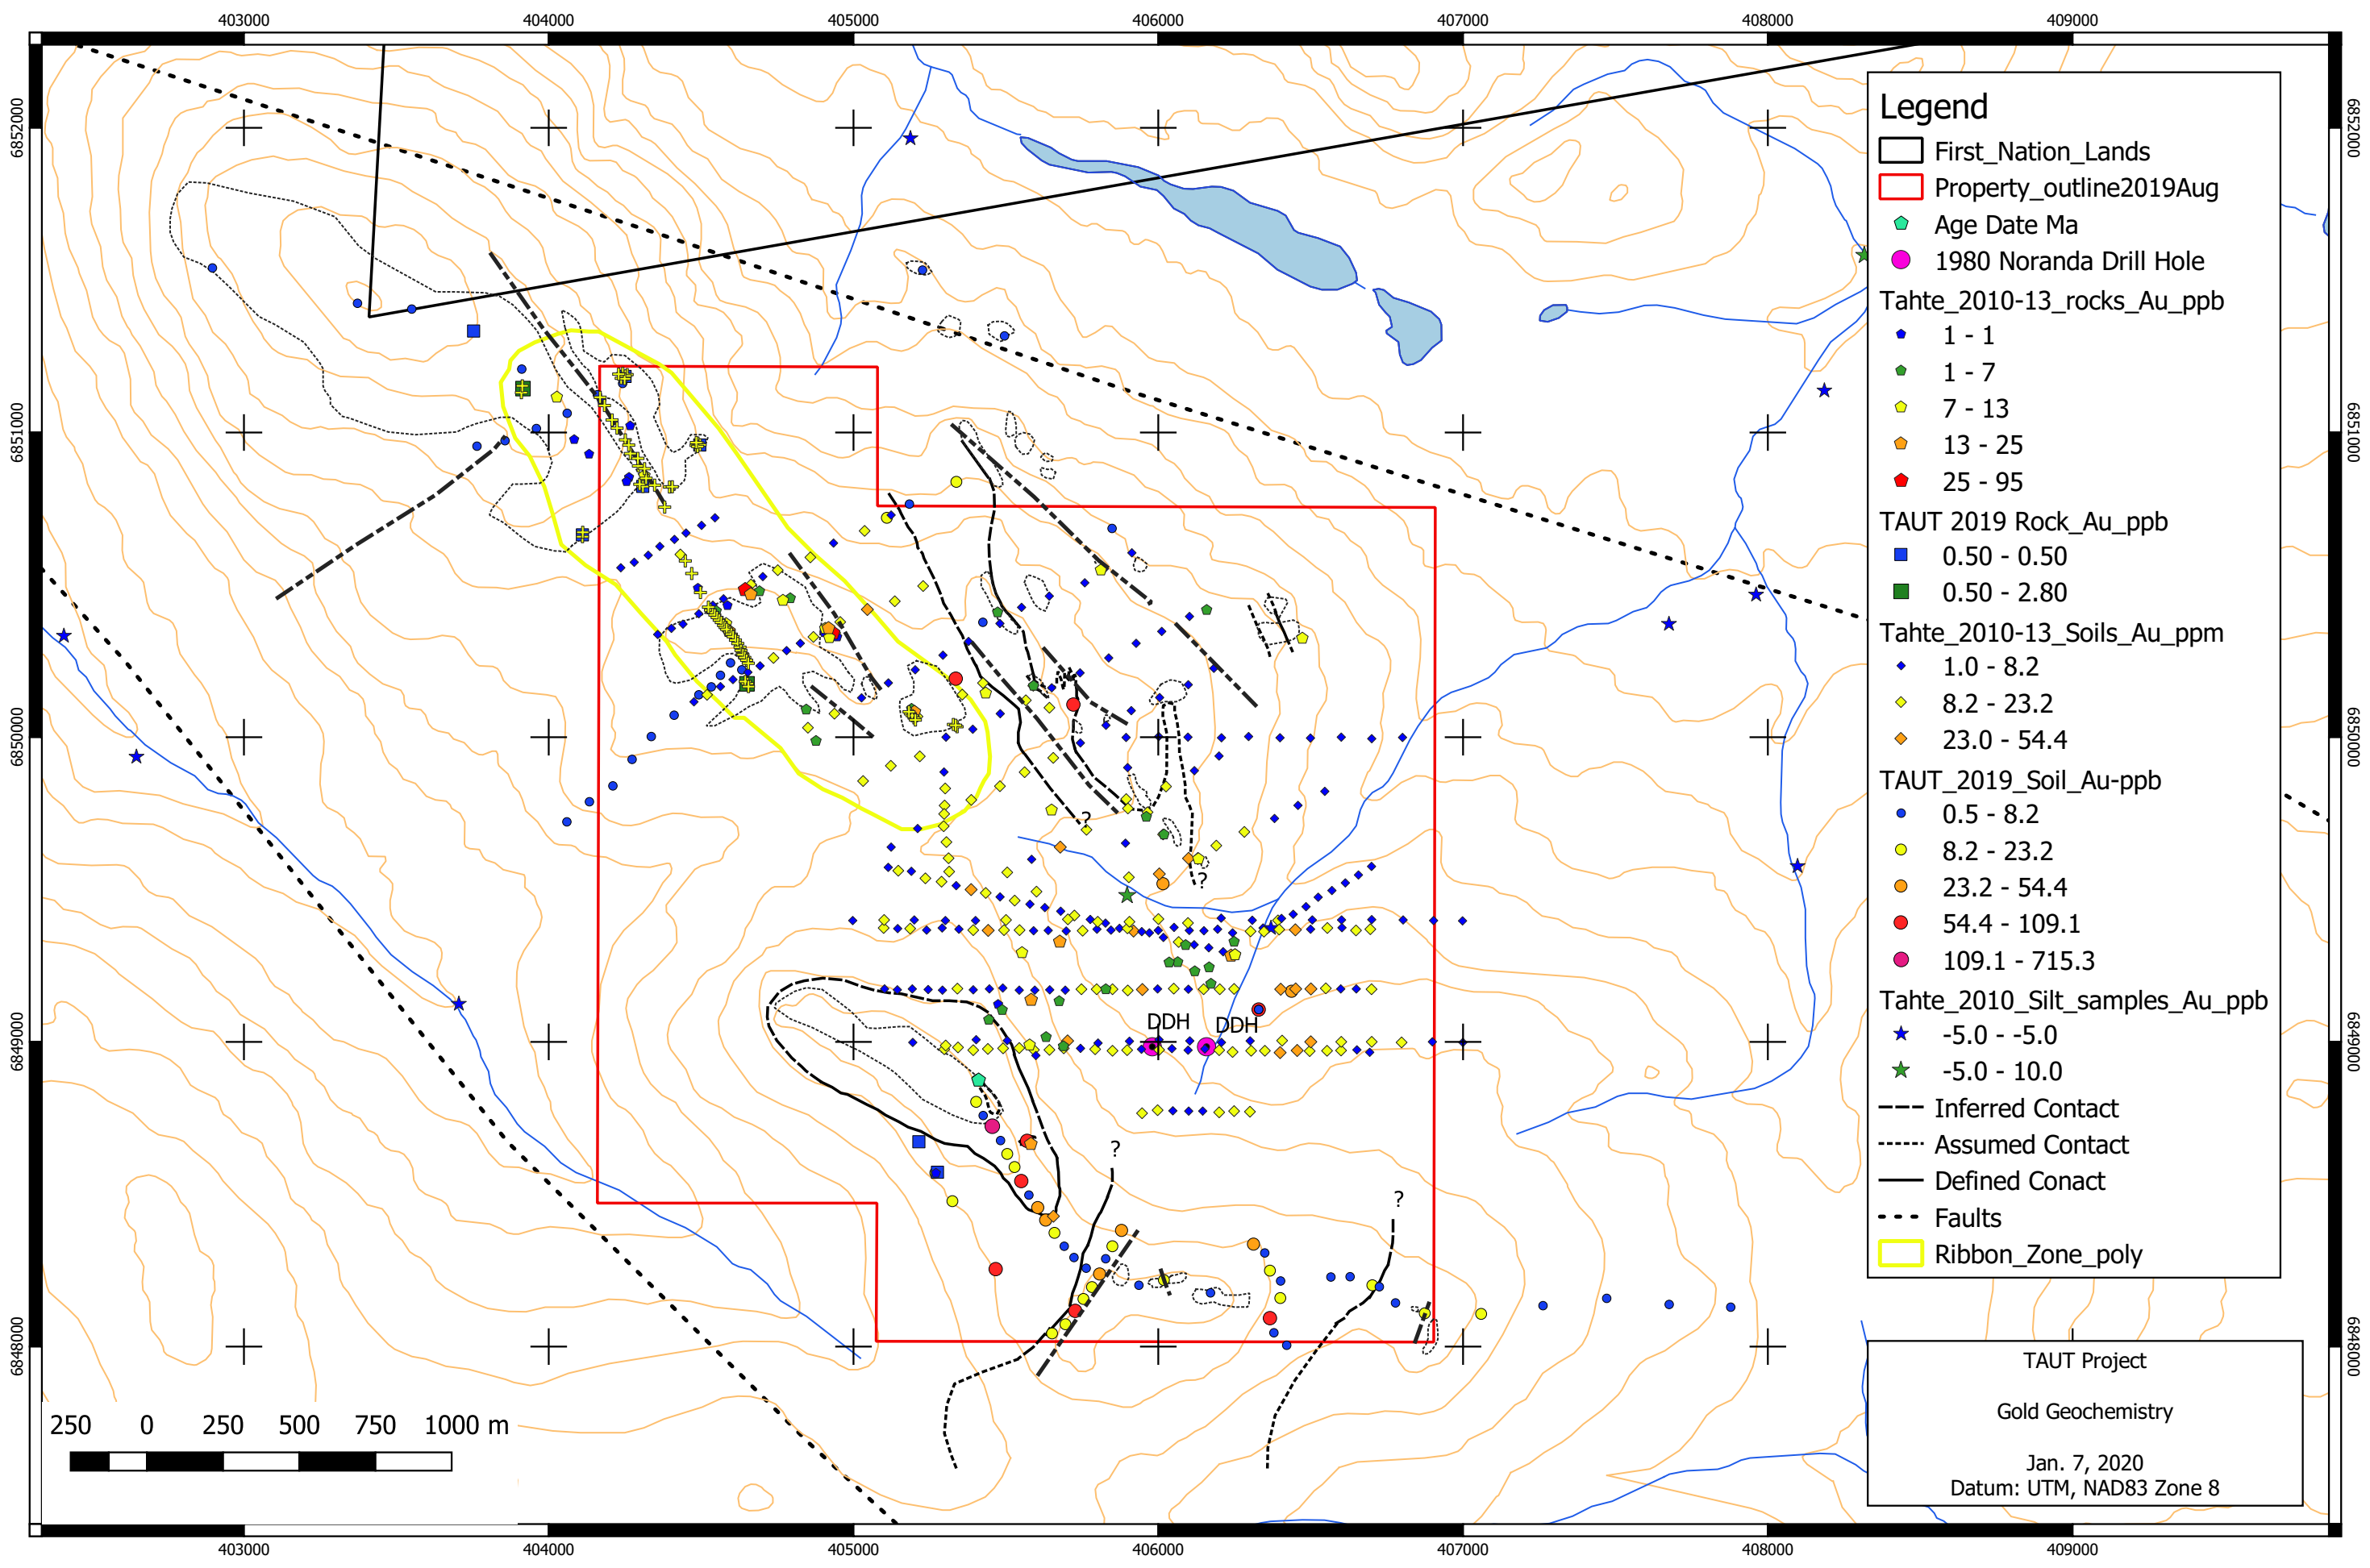 403000 404000 405000 406000 407000 408000 409000
6852000 6852000
Legend
First_Nation_Lands
Property_outline2019Aug
Age Date Ma
1980 Noranda Drill Hole
Tahte_2010-13_rocks_Au_ppb
1 - 1
1 - 7
7 - 13
13 - 25
25 - 95
TAUT 2019 Rock_Au_ppb
0.50 - 0.50
0.50 - 2.80
Tahte_2010-13_Soils_Au_ppm
1.0 - 8.2
8.2 - 23.2
23.0 - 54.4
TAUT_2019_Soil_Au-ppb
0.5 - 8.2
8.2 - 23.2
23.2 - 54.4
54.4 - 109.1
109.1 - 715.3
Tahte_2010_Silt_samples_Au_ppb
-5.0 - -5.0
-5.0 - 10.0
Inferred Contact
Assumed Contact
Defined Conact
Faults
Ribbon_Zone_poly
6851000 6851000
6850000 6850000
?
?
DDH DDH
6849000 6849000
?
?
6848000 6848000
TAUT Project
Gold Geochemistry
Jan. 7, 2020
Datum: UTM, NAD83 Zone 8
250 0 250 500 750 1000 m
403000 404000 405000 406000 407000 408000 409000